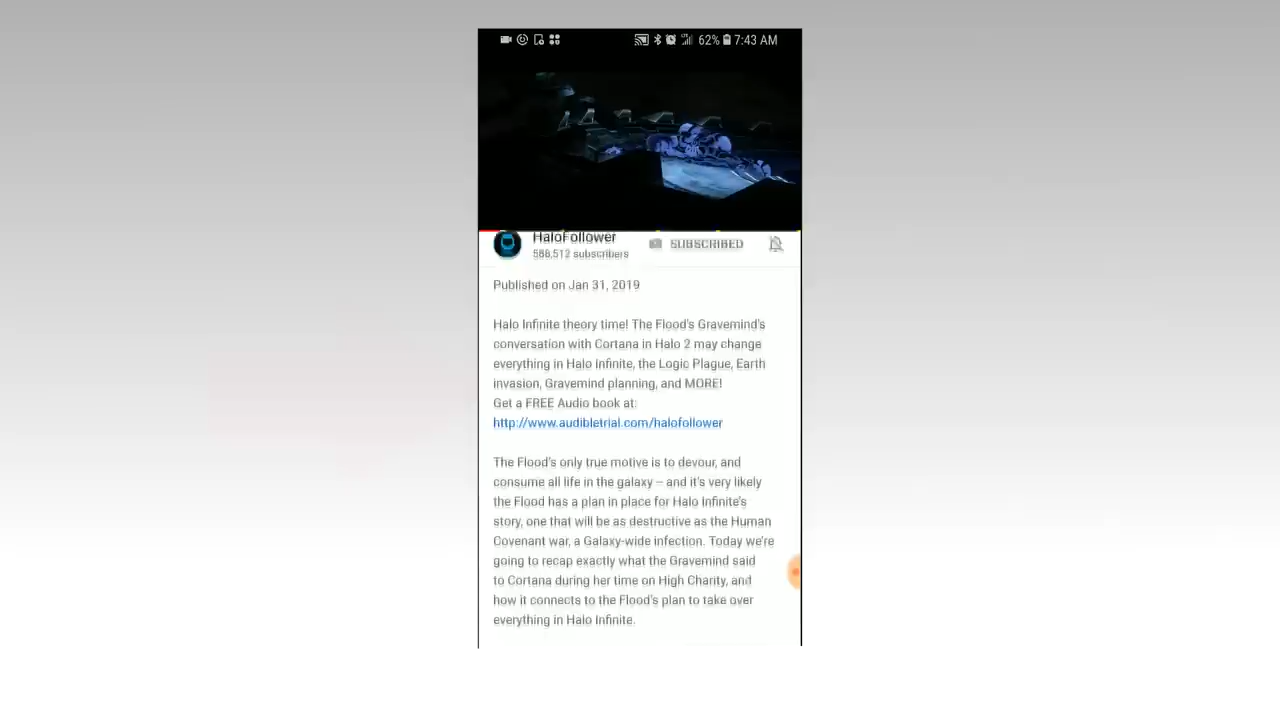 62% 7:43 AM
HaloFollower
588,512 subscribers
SUBSCRIBED
Published on Jan 31, 2019
Halo Infinite theory time! The Flood's Gravemind's
conversation with Cortana in Halo 2 may change
everything in Halo Infinite, the Logic Plague, Earth
invasion, Gravemind planning, and MORE!
Get a FREE Audio book at:
http://www.audibletrial.com/halofollower
The Flood's only true motive is to devour, and
consume all life in the galaxy – and it's very likely
the Flood has a plan in place for Halo Infinite's
story, one that will be as destructive as the Human
Covenant war, a Galaxy-wide infection. Today we're
going to recap exactly what the Gravemind said
to Cortana during her time on High Charity, and
how it connects to the Flood's plan to take over
everything in Halo Infinite.